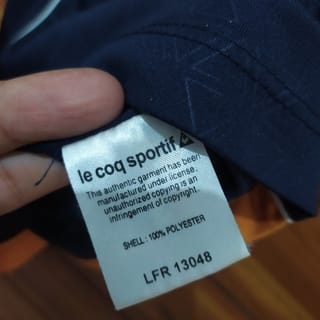 le coq sportif
This authentic garment has been
manufactured under license.
unauthorized copying is an
infringement of copyright.
SHELL : 100% POLYESTER
LFR 13048